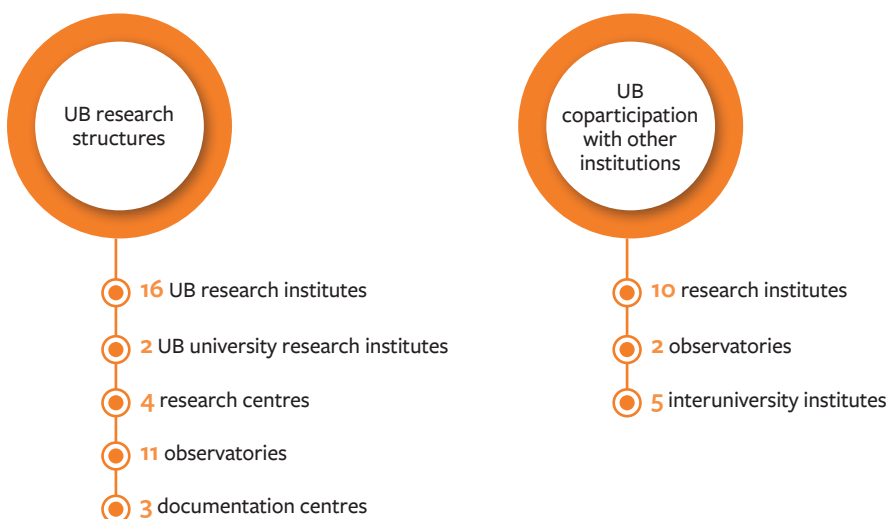 UB research
structures
16 UB research institutes
2 UB university research institutes
4 research centres
11 observatories
3 documentation centres
UB
coparticipation
with other
institutions
10 research institutes
2 observatories
5 interuniversity institutes